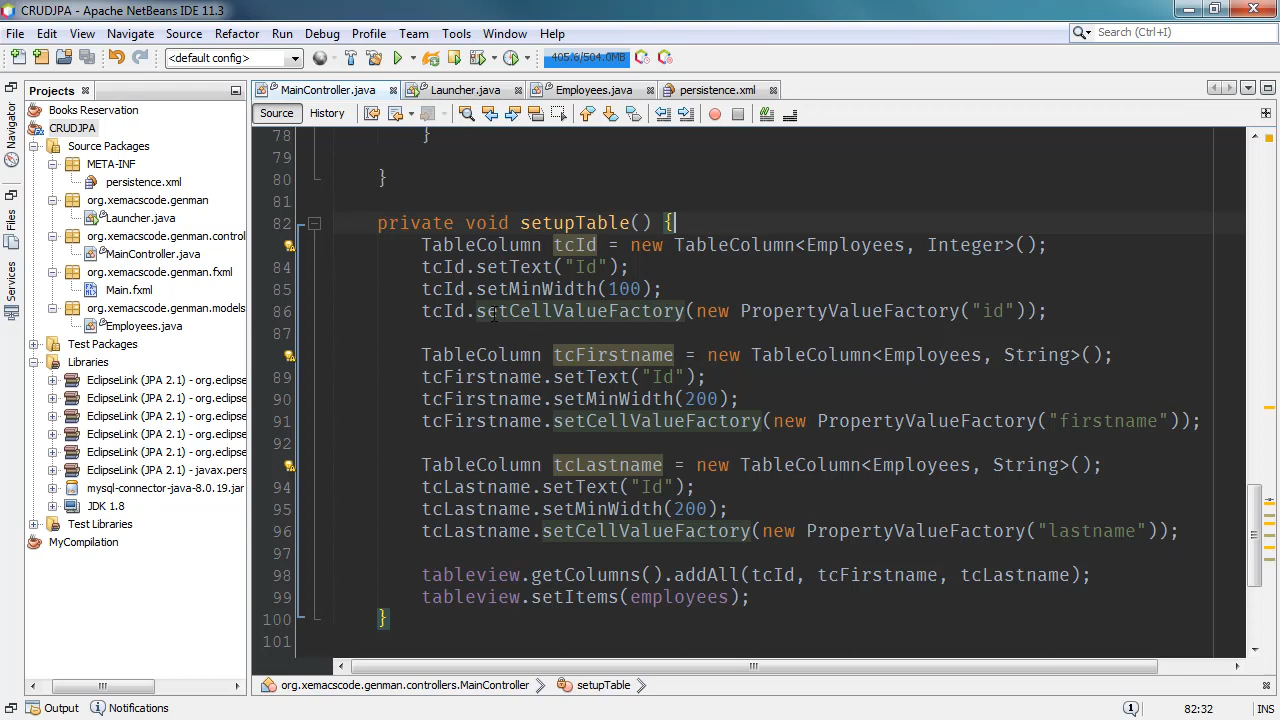 CRUDJPA - Apache NetBeans IDE 11.3
File Edit View Navigate Source Refactor Run Debug Profile Team Tools Window Help
Search (Ctrl+I)
<default config>
405.6/504.0MB
Projects
MainController.java
Launcher.java
Employees.java
persistence.xml
Source History
Navigator
Files
Services
Books Reservation
CRUDJPA
Source Packages
META-INF
persistence.xml
org.xemacscode.genman
Launcher.java
org.xemacscode.genman.control
MainController.java
org.xemacscode.genman.fxml
Main.fxml
org.xemacscode.genman.models
Employees.java
Test Packages
Libraries
EclipseLink (JPA 2.1) - org.eclipse
EclipseLink (JPA 2.1) - org.eclipse
EclipseLink (JPA 2.1) - org.eclipse
EclipseLink (JPA 2.1) - org.eclipse
EclipseLink (JPA 2.1) - org.eclipse
EclipseLink (JPA 2.1) - javax.pers
mysql-connector-java-8.0.19.jar
JDK 1.8
Test Libraries
MyCompilation
78 }
79
80 }
81
82 private void setupTable() {
TableColumn tcId = new TableColumn<Employees, Integer>();
84 tcId.setText("Id");
85 tcId.setMinWidth(100);
86 tcId.setCellValueFactory(new PropertyValueFactory("id"));
87
TableColumn tcFirstname = new TableColumn<Employees, String>();
89 tcFirstname.setText("Id");
90 tcFirstname.setMinWidth(200);
91 tcFirstname.setCellValueFactory(new PropertyValueFactory("firstname"));
92
TableColumn tcLastname = new TableColumn<Employees, String>();
94 tcLastname.setText("Id");
95 tcLastname.setMinWidth(200);
96 tcLastname.setCellValueFactory(new PropertyValueFactory("lastname"));
97
98 tableview.getColumns().addAll(tcId, tcFirstname, tcLastname);
99 tableview.setItems(employees);
100 }
101
org.xemacscode.genman.controllers.MainController
setupTable
Output
Notifications
82:32
INS